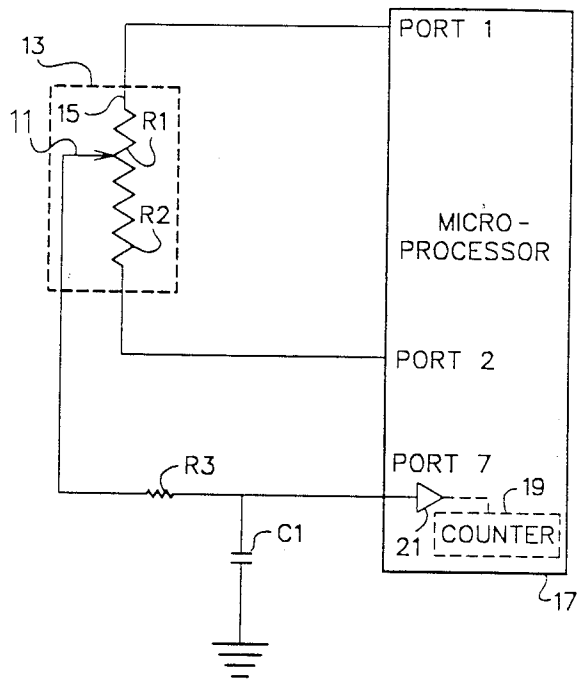 PORT 1
13
15
11
R1
R2
MICRO-
PROCESSOR
PORT 2
R3
PORT 7
19
21
COUNTER
C1
17